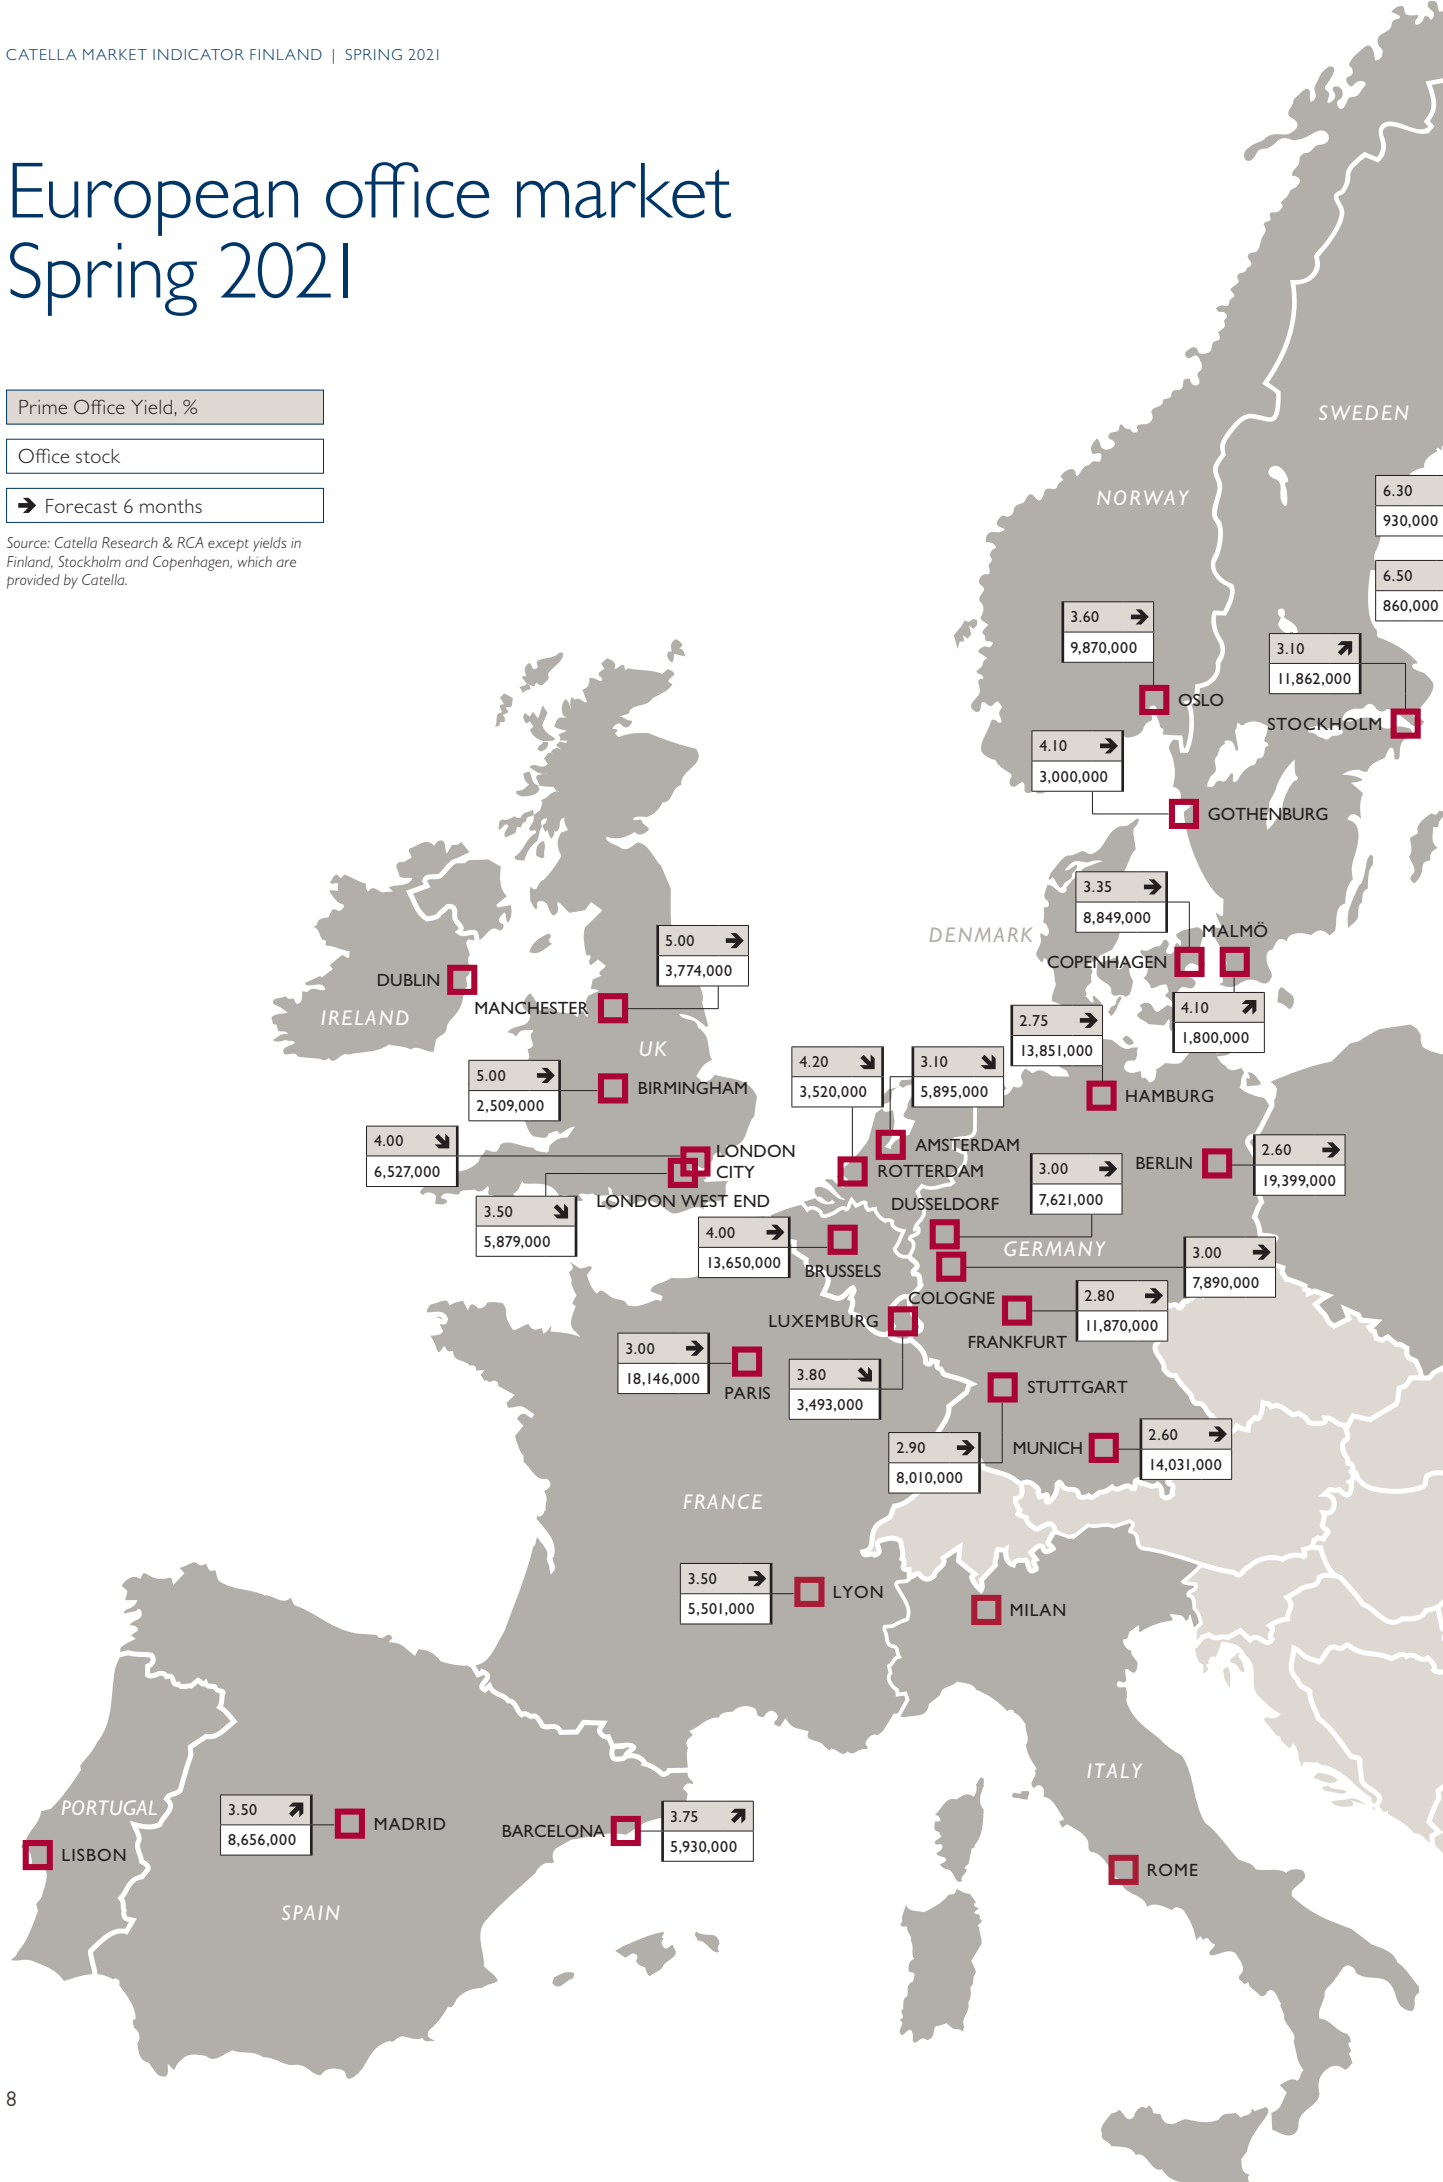 CATELLA MARKET INDICATOR FINLAND | SPRING 2021
European office market
Spring 2021
Prime Office Yield, %
Office stock
➔ Forecast 6 months
Source: Catella Research & RCA except yields in
Finland, Stockholm and Copenhagen, which are
provided by Catella.
SWEDEN
NORWAY
6.30
930,000
6.50
860,000
3.60 ➔
9,870,000
OSLO
3.10 ⬈
11,862,000
STOCKHOLM
4.10 ➔
3,000,000
GOTHENBURG
3.35 ➔
8,849,000
DENMARK
MALMÖ
COPENHAGEN
4.10 ⬈
1,800,000
5.00 ➔
3,774,000
DUBLIN
MANCHESTER
IRELAND
UK
2.75 ➔
13,851,000
HAMBURG
5.00 ➔
2,509,000
BIRMINGHAM
4.20 ⬊
3,520,000
3.10 ⬊
5,895,000
AMSTERDAM
ROTTERDAM
4.00 ⬊
6,527,000
LONDON
CITY
LONDON WEST END
3.50 ⬊
5,879,000
BERLIN
2.60 ➔
19,399,000
3.00 ➔
7,621,000
DUSSELDORF
GERMANY
4.00 ➔
13,650,000
BRUSSELS
3.00 ➔
7,890,000
COLOGNE
2.80 ➔
11,870,000
FRANKFURT
LUXEMBURG
3.80 ⬊
3,493,000
3.00 ➔
18,146,000
PARIS
STUTTGART
2.90 ➔
8,010,000
MUNICH
2.60 ➔
14,031,000
FRANCE
3.50 ➔
5,501,000
LYON
MILAN
ITALY
PORTUGAL
LISBON
3.50 ⬈
8,656,000
MADRID
BARCELONA
3.75 ⬈
5,930,000
ROME
SPAIN
8